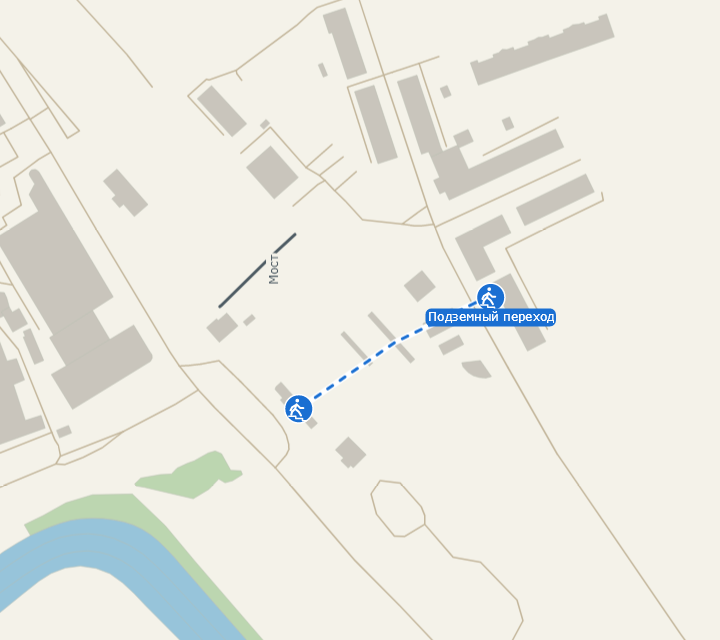 Мост
Подземный переход